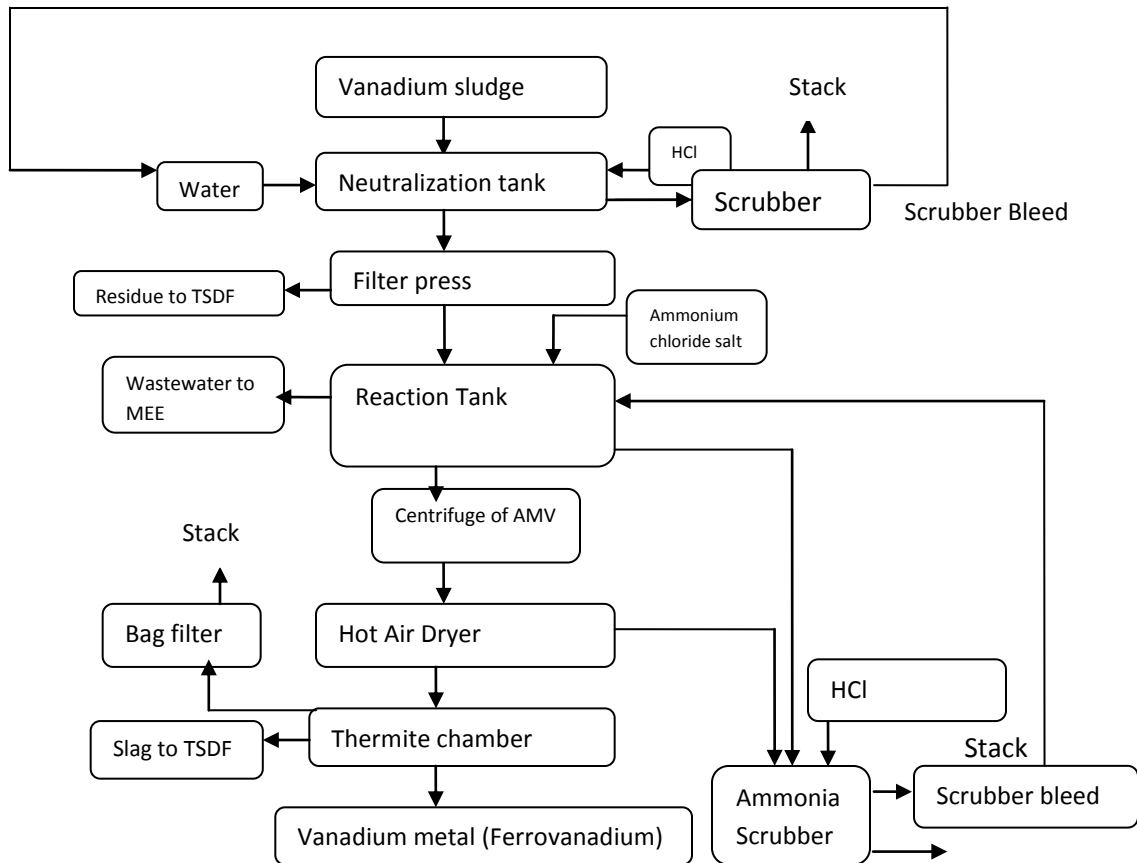 Vanadium sludge
Stack
HCl
Water
Neutralization tank
Scrubber
Scrubber Bleed
Filter press
Residue to TSDF
Ammonium
chloride salt
Wastewater to
MEE
Reaction Tank
Centrifuge of AMV
Stack
Bag filter
Hot Air Dryer
HCl
Slag to TSDF
Thermite chamber
Stack
Ammonia
Scrubber
Scrubber bleed
Vanadium metal (Ferrovanadium)